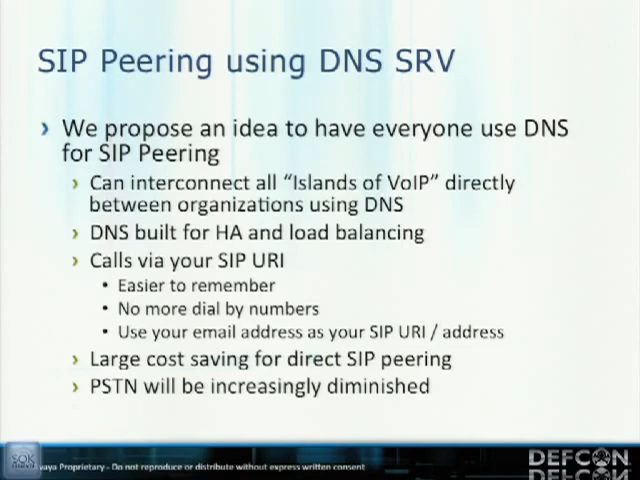 SIP Peering using DNS SRV
› We propose an idea to have everyone use DNS
for SIP Peering
› Can interconnect all “Islands of VoIP” directly
between organizations using DNS
› DNS built for HA and load balancing
› Calls via your SIP URI
• Easier to remember
• No more dial by numbers
• Use your email address as your SIP URI / address
› Large cost saving for direct SIP peering
› PSTN will be increasingly diminished
Proprietary - Do not reproduce or distribute without express written consent
DEFCON